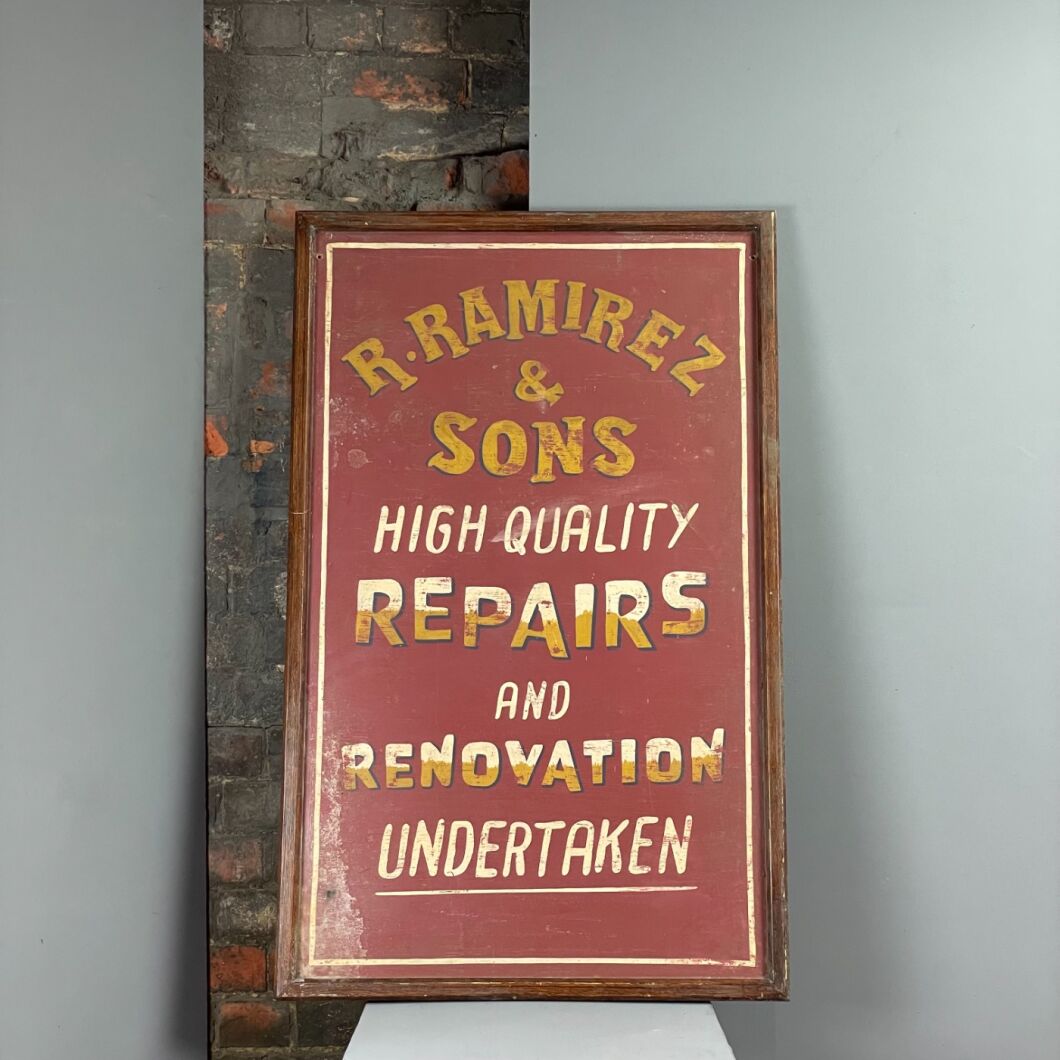 R. RAMIREZ
&
SONS
HIGH QUALITY
REPAIRS
AND
RENOVATION
UNDERTAKEN